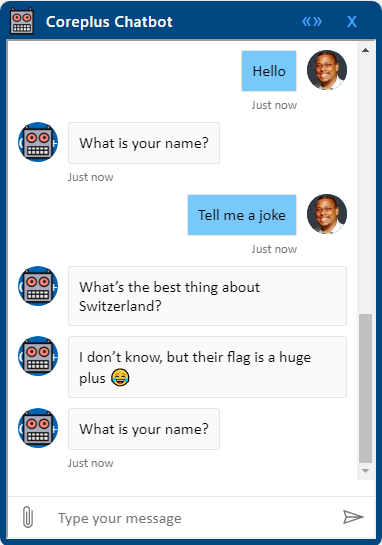 Coreplus Chatbot
«» X
Hello
Just now
What is your name?
Just now
Tell me a joke
Just now
What’s the best thing about
Switzerland?
I don’t know, but their flag is a huge
plus 😂
What is your name?
Just now
Type your message